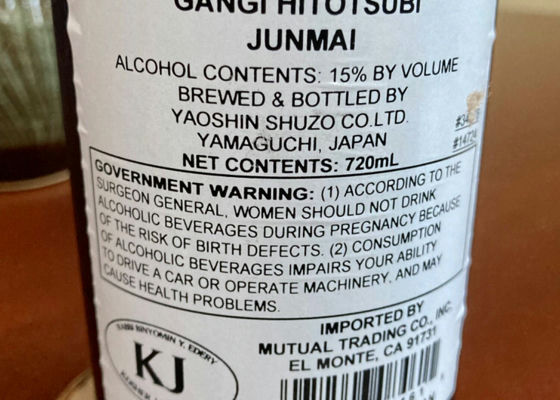 GANGI HITOTSUBI
JUNMAI
ALCOHOL CONTENTS: 15% BY VOLUME
BREWED & BOTTLED BY
YAOSHIN SHUZO CO.LTD.
YAMAGUCHI, JAPAN
NET CONTENTS: 720mL
GOVERNMENT WARNING: (1) ACCORDING TO THE
SURGEON GENERAL, WOMEN SHOULD NOT DRINK
ALCOHOLIC BEVERAGES DURING PREGNANCY BECAUSE
OF THE RISK OF BIRTH DEFECTS. (2) CONSUMPTION
OF ALCOHOLIC BEVERAGES IMPAIRS YOUR ABILITY
TO DRIVE A CAR OR OPERATE MACHINERY, AND MAY
CAUSE HEALTH PROBLEMS.
IMPORTED BY
MUTUAL TRADING CO., INC.
EL MONTE, CA 91731
RABBI BINYOMIN Y. EDERY
KJ